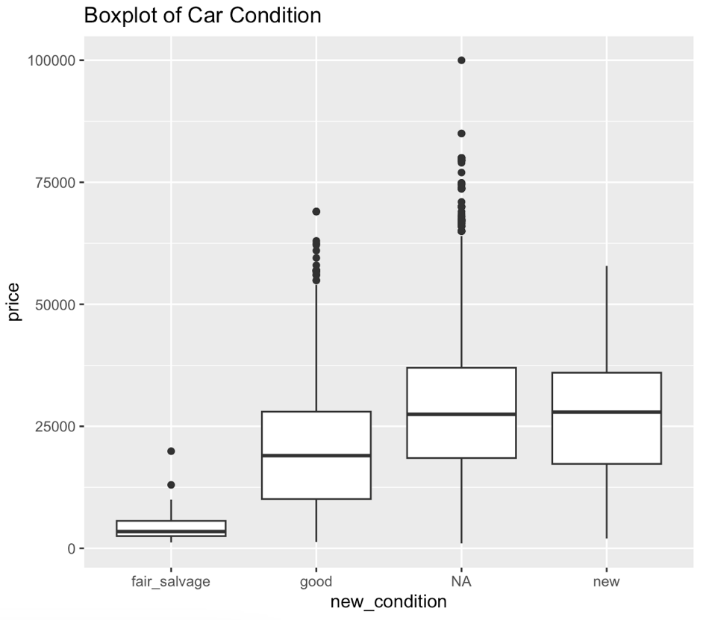 Boxplot of Car Condition
100000
75000
50000
25000
0
price
fair_salvage good NA new
new_condition